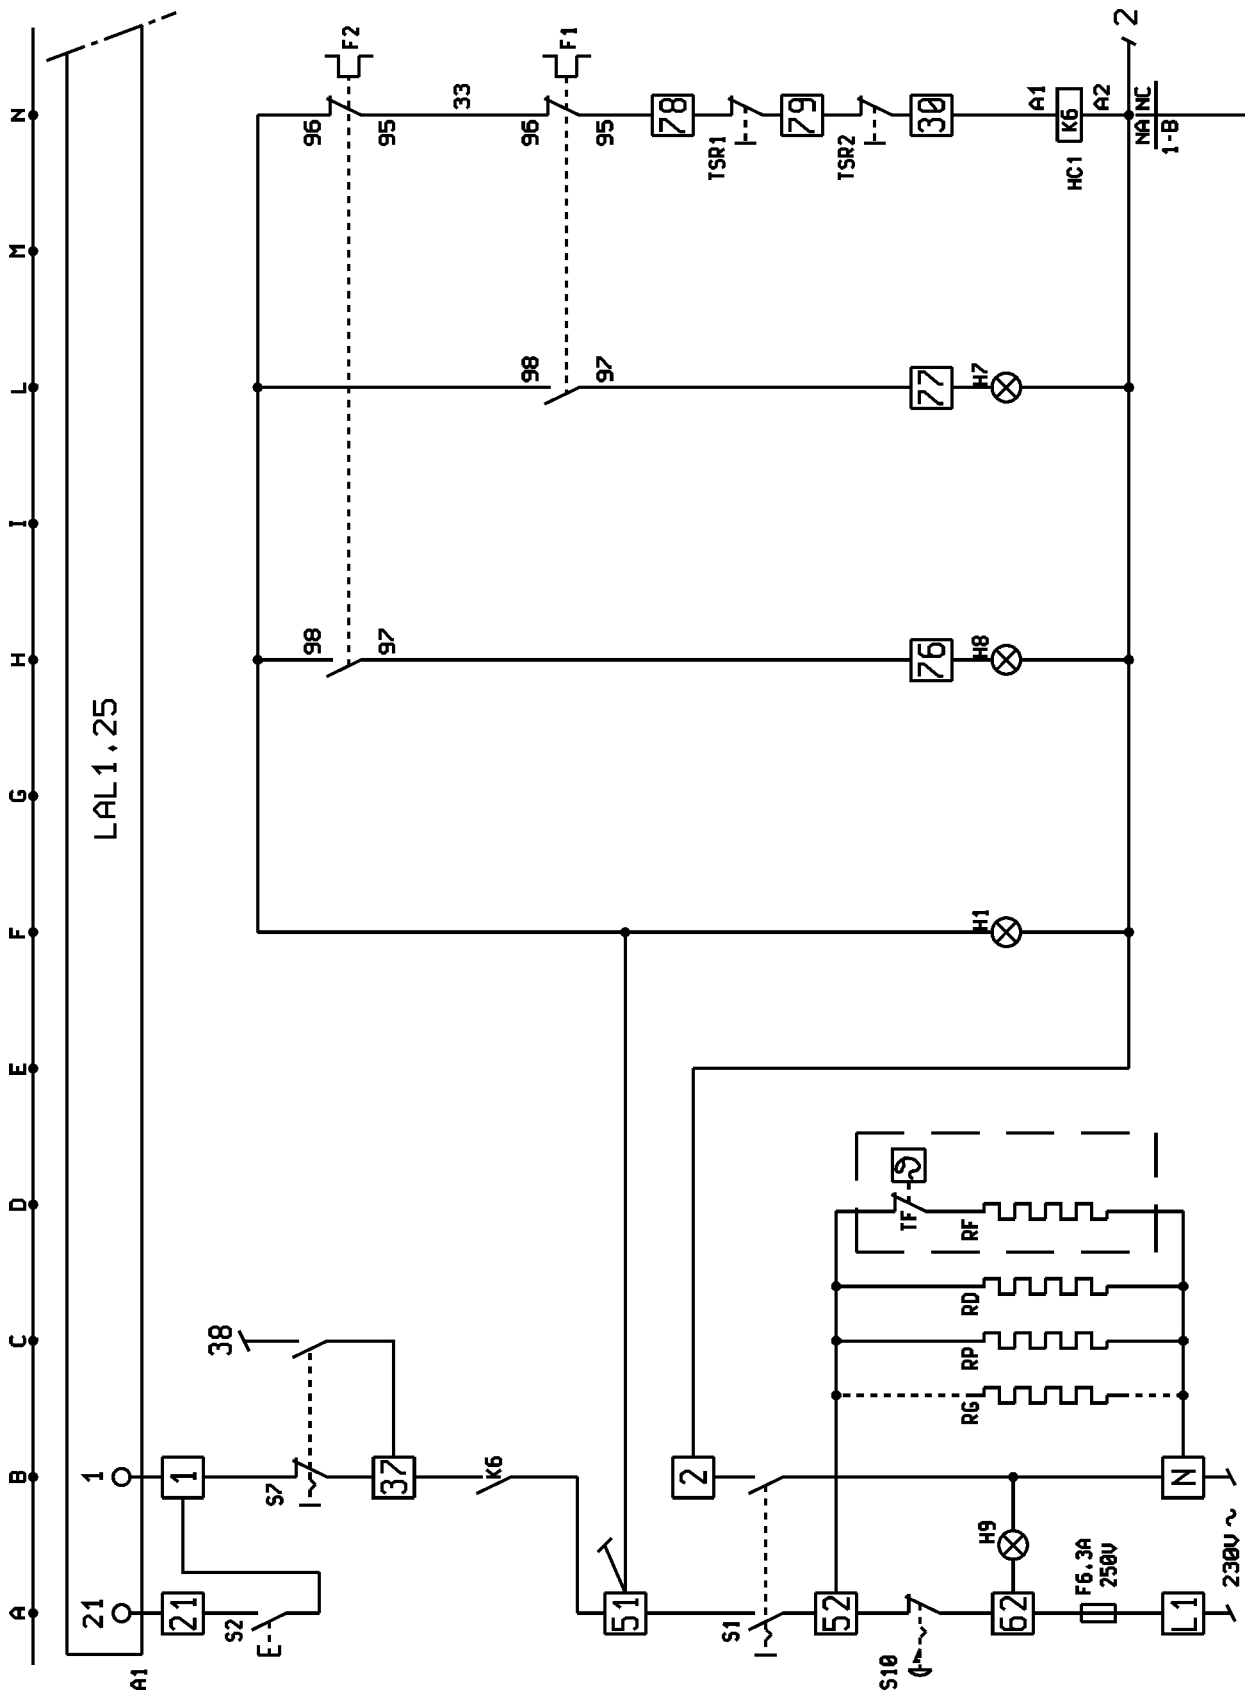 A B C D E F G H I L M N
A1
LAL1.25
21
1
21
1
S2
S7
38
37
K6
F2
96
95
33
F1
96
95
78
TSR1
79
TSR2
30
A1
K6
A2
HC1
NA NC
1-B
2
98
97
77
H7
98
97
76
H8
H1
51
S1
2
52
S10
62
H9
F6.3A
250V
L1
N
230V ~
RG
RP
RD
RF
TF